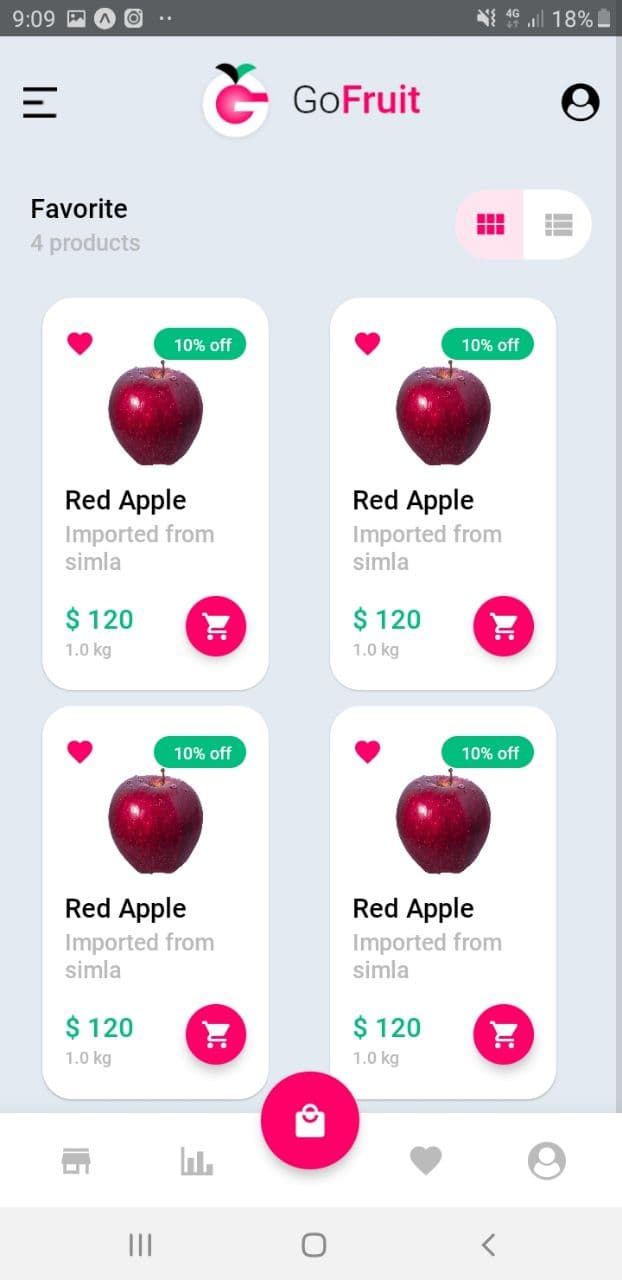 9:09
4G
18%
GoFruit
Favorite
4 products
10% off
10% off
Red Apple
Red Apple
Imported from
simla
Imported from
simla
$ 120
$ 120
1.0 kg
1.0 kg
10% off
10% off
Red Apple
Red Apple
Imported from
simla
Imported from
simla
$ 120
$ 120
1.0 kg
1.0 kg